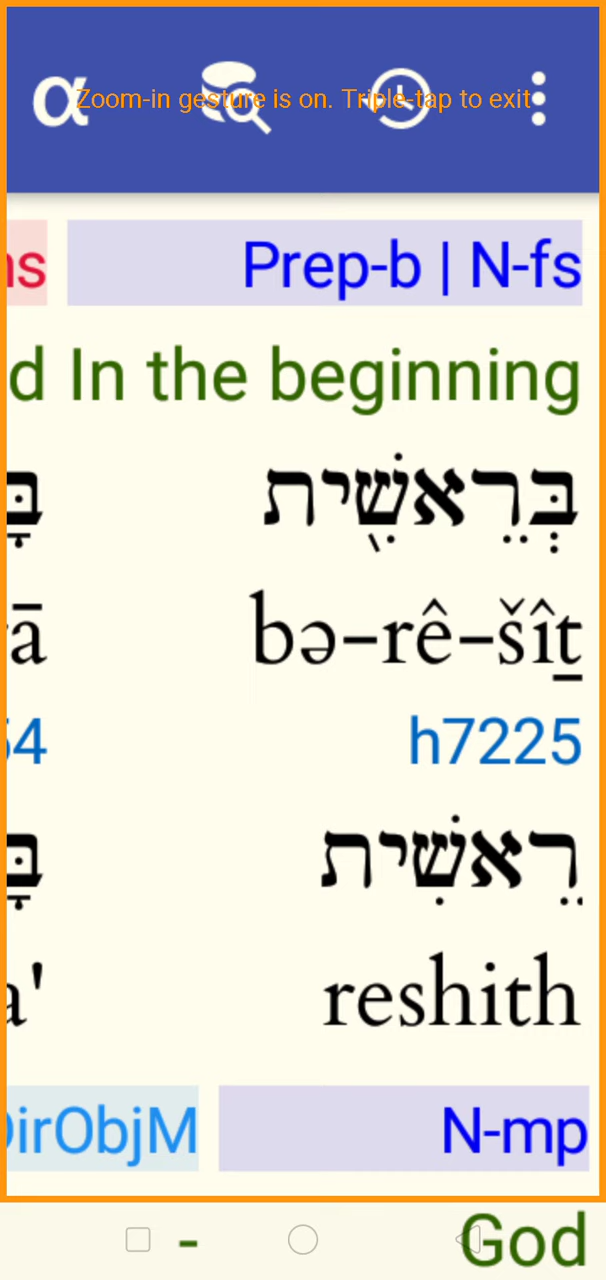 α
Zoom-in gesture is on. Triple-tap to exit
Prep-b | N-fs
d In the beginning
בְּרֵאשִׁ֖ית
בָּ
bə-rê-šîṯ
ā
h7225
54
רֵאשִׁית
בָּ
reshith
a'
DirObjM
N-mp
- God